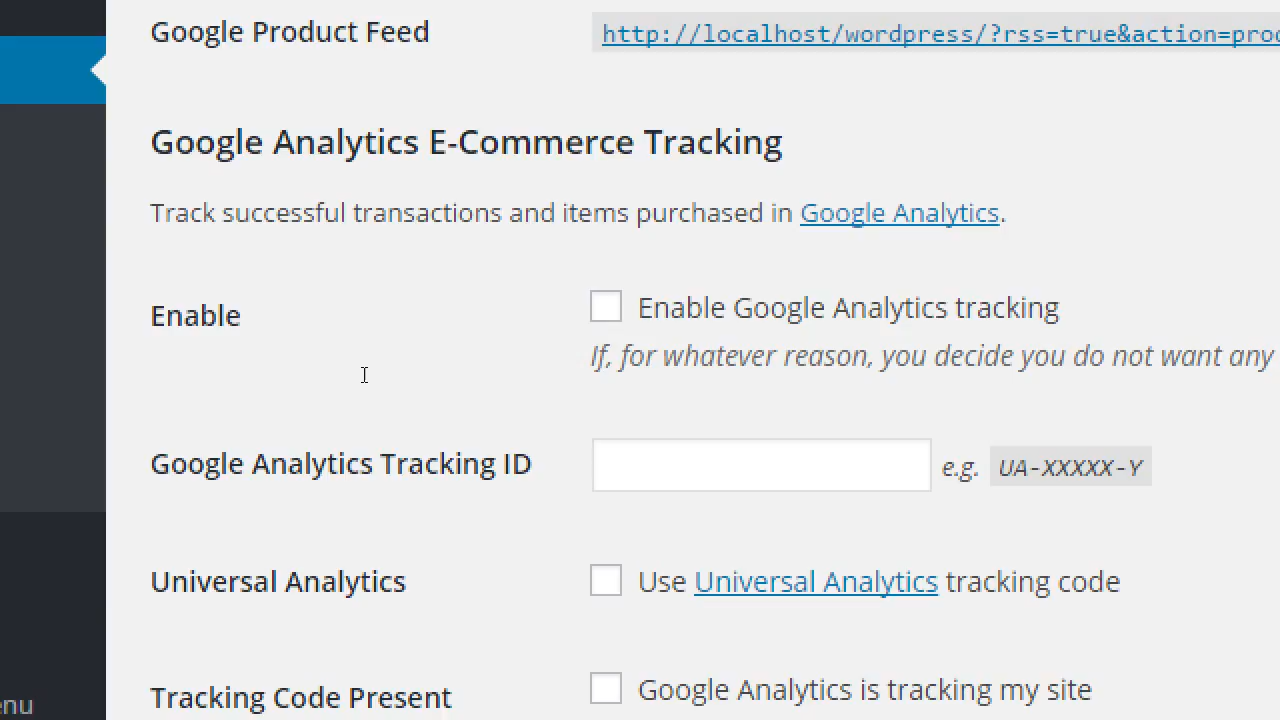 Google Product Feed
http://localhost/wordpress/?rss=true&action=proc
Google Analytics E-Commerce Tracking
Track successful transactions and items purchased in Google Analytics.
Enable
Enable Google Analytics tracking
If, for whatever reason, you decide you do not want any
Google Analytics Tracking ID
e.g. UA-XXXXX-Y
Universal Analytics
Use Universal Analytics tracking code
Tracking Code Present
Google Analytics is tracking my site
enu